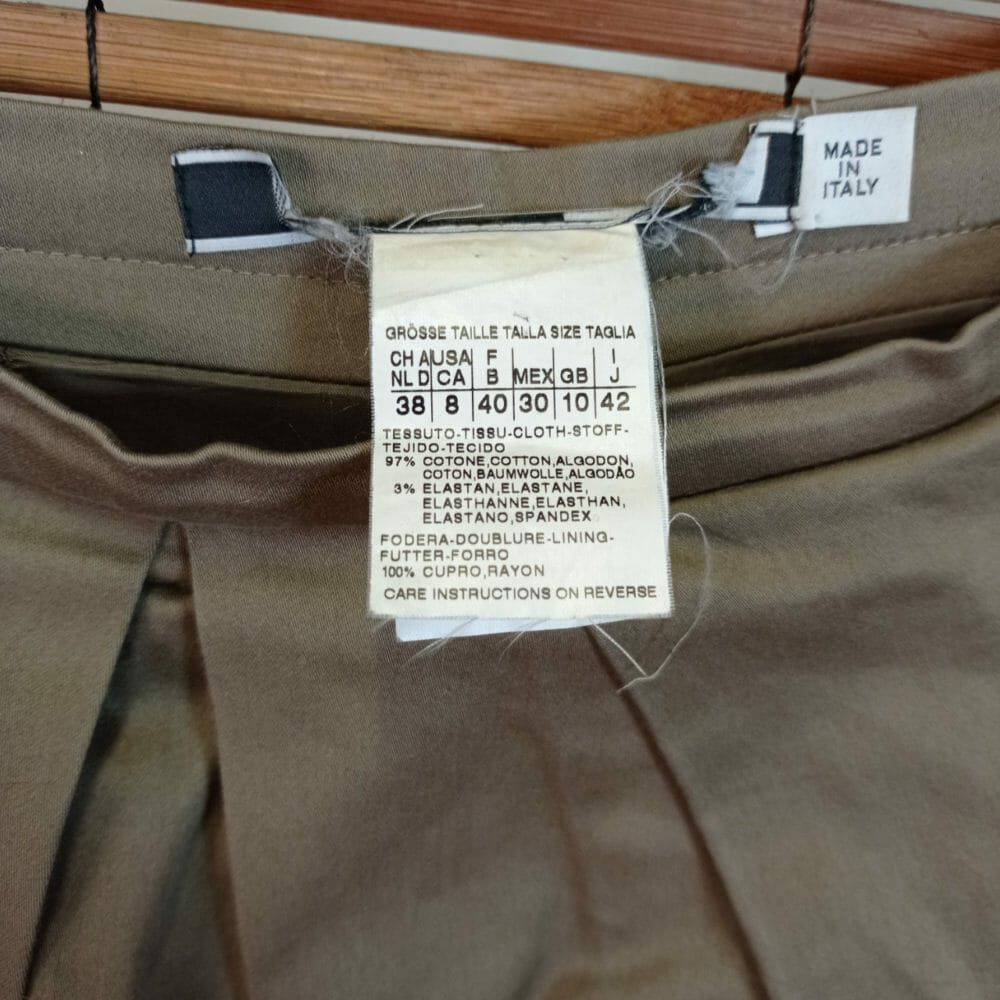 MADE
IN
ITALY
GRÖSSE TAILLE TALLA SIZE TAGLIA
CH A USA F I
NL D CA B MEX GB J
38 8 40 30 10 42
TESSUTO-TISSU-CLOTH-STOFF-
TEJIDO-TECIDO
97% COTONE,COTTON,ALGODON,
COTON,BAUMWOLLE,ALGODÃO
3% ELASTAN,ELASTANE,
ELASTHANNE,ELASTHAN,
ELASTANO,SPANDEX
FODERA-DOUBLURE-LINING-
FUTTER-FORRO
100% CUPRO,RAYON
CARE INSTRUCTIONS ON REVERSE